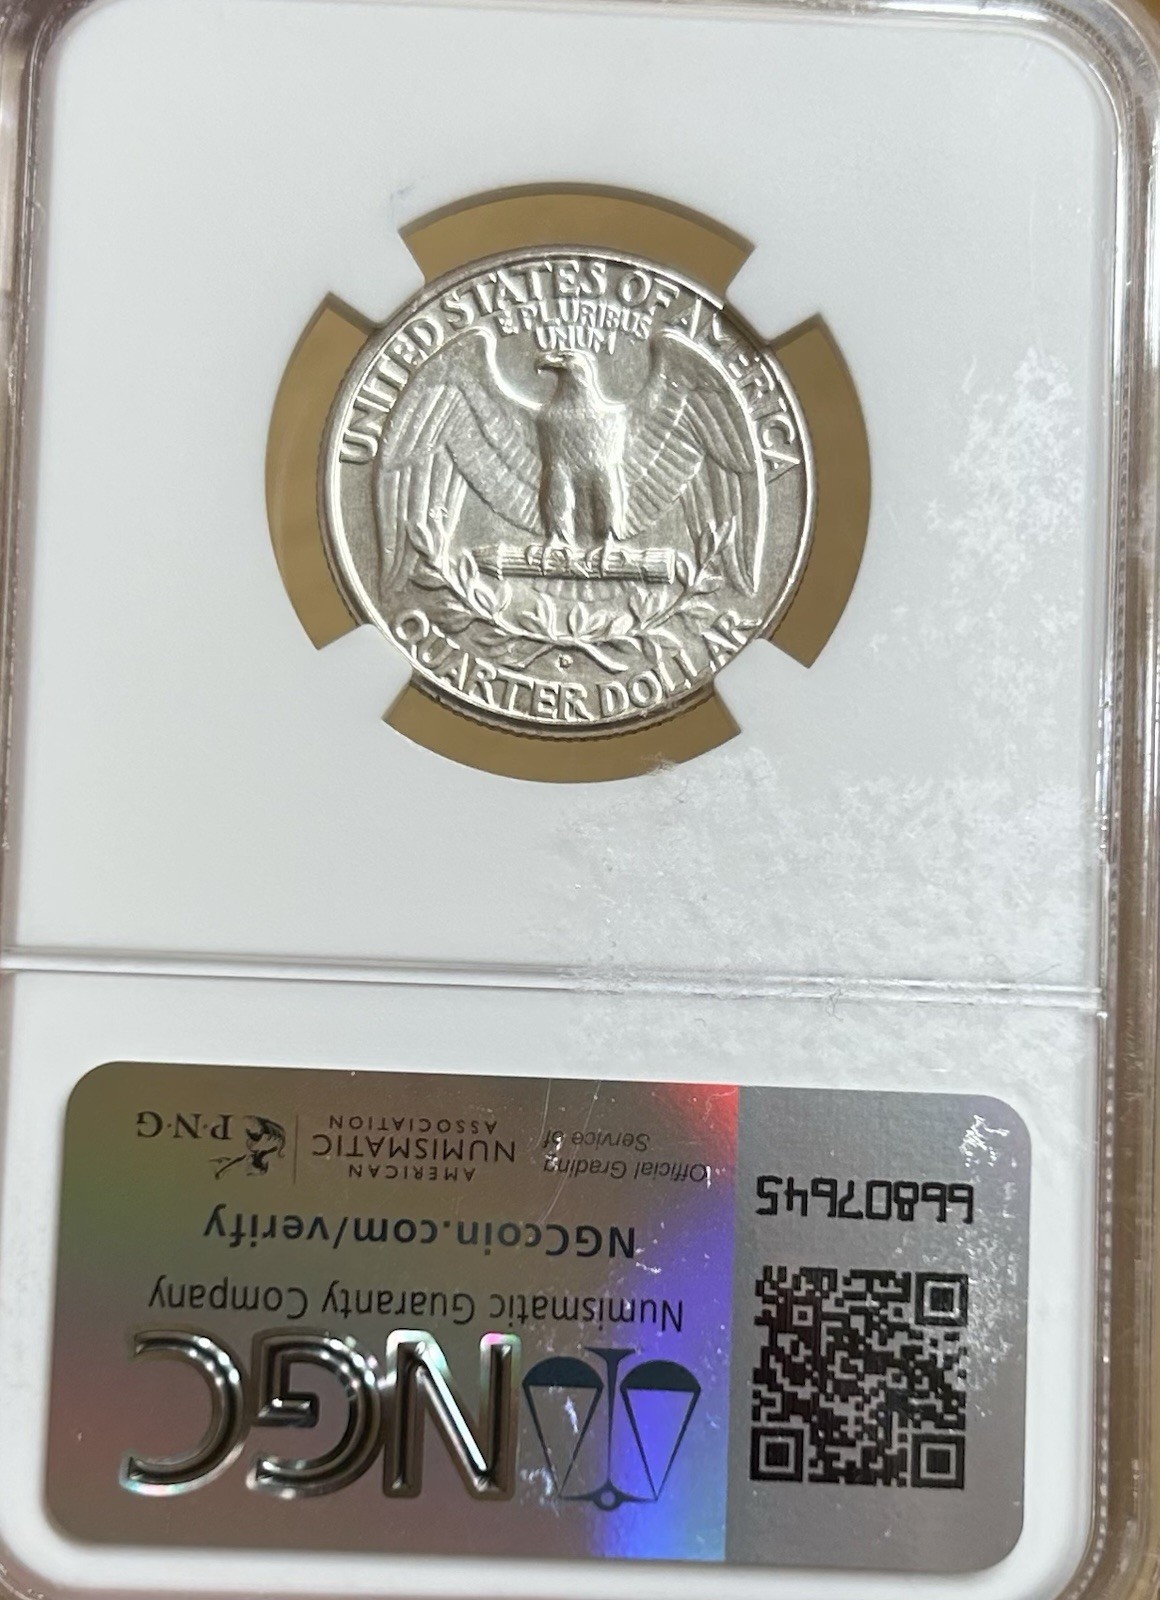 UNITED STATES OF AMERICA
E PLURIBUS
UNUM
D
QUARTER DOLLAR
NGC
Numismatic Guaranty Company
NGCcoin.com/verify
Official Grading
Service of
AMERICAN
NUMISMATIC
ASSOCIATION
P·N·G
66807645